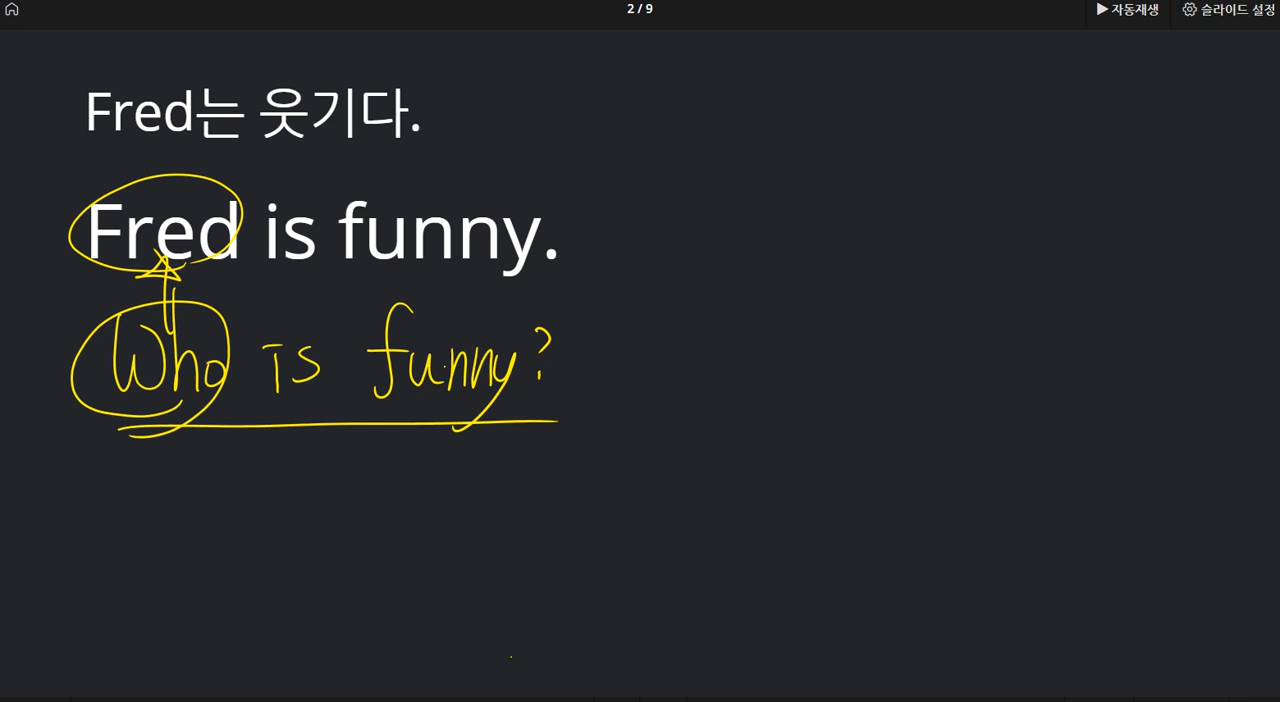 2 / 9
자동재생
슬라이드 설정
Fred는 웃기다.
Fred is funny.
Who is funny?